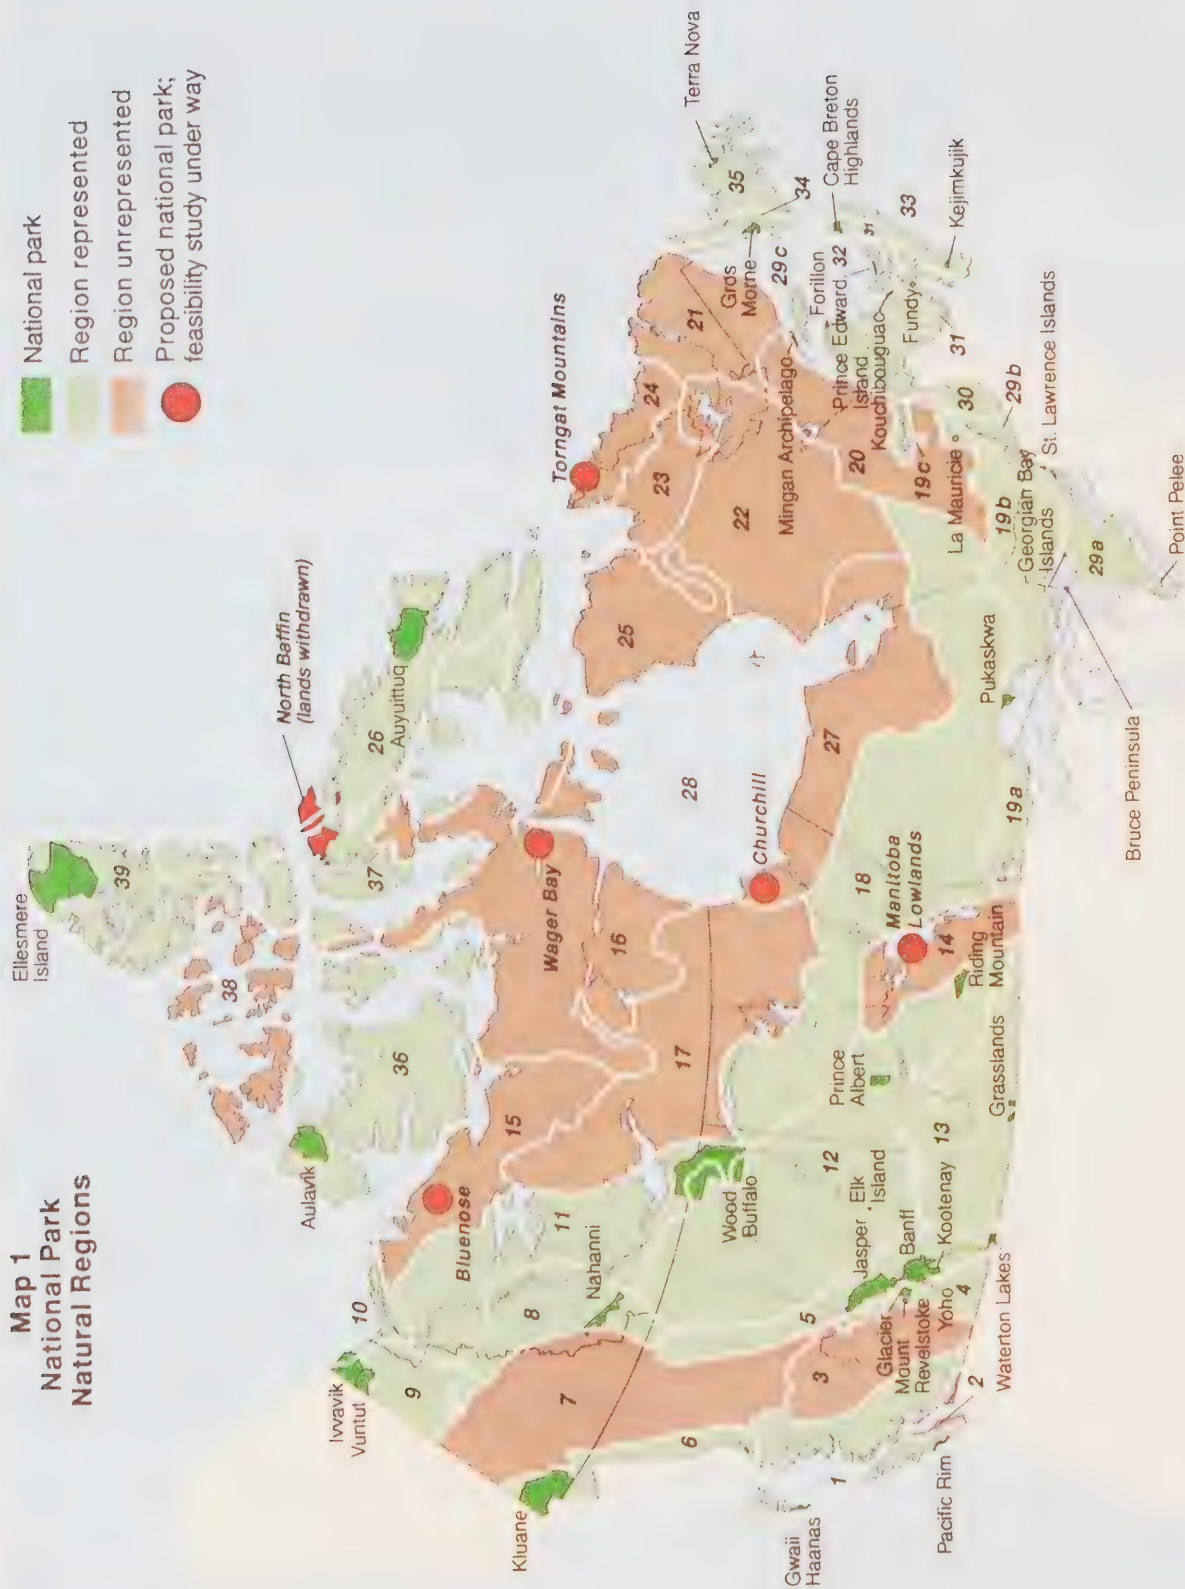 Map 1
National Park
Natural Regions
National park
Region represented
Region unrepresented
Proposed national park;
feasibility study under way
Ellesmere
Island
39
38
North Baffin
(lands withdrawn)
26
Auyuittuq
37
36
Aulavik
Ivvavik
Vuntut
10
9
Bluenose
15
Wager Bay
16
17
11
8
Nahanni
7
Kluane
6
Torngat Mountains
24
21
23
22
25
28
Churchill
27
18
Manitoba
Lowlands
14
Riding
Mountain
Prince
Albert
Grasslands
13
12
Wood
Buffalo
Elk
Island
Jasper
Banff
Kootenay
Yoho
4
Glacier
Mount
Revelstoke
5
3
2
Waterton Lakes
1
Pacific Rim
Gwaii
Haanas
Terra Nova
35
34
Gros
Morne
29c
Cape Breton
Highlands
33
Kejimkujik
31
32
Forillon
Prince Edward
Island
Kouchibouguac
Fundy
31
Mingan Archipelago
20
19c
La Mauricie
30
29b
St. Lawrence Islands
19b
Georgian Bay
Islands
29a
Point Pelee
Pukaskwa
19a
Bruce Peninsula